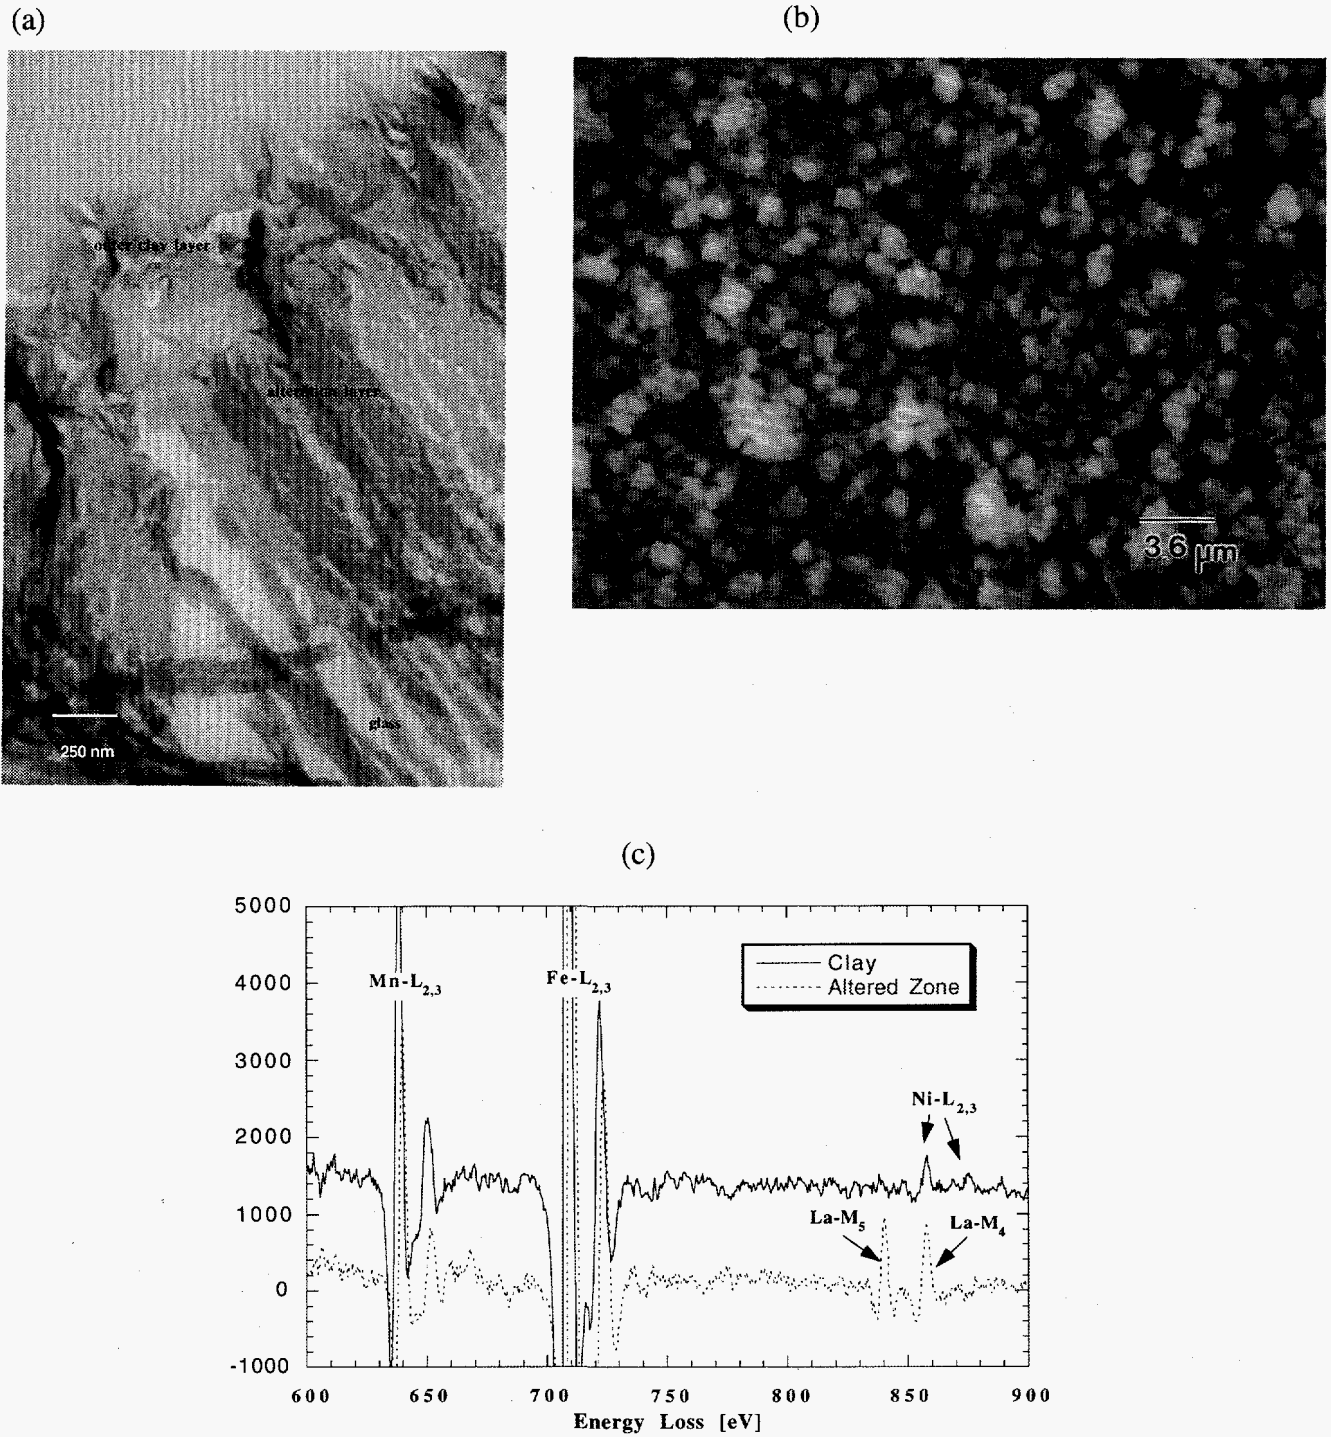 (a)
(b)
outer clay layer
alteration layer
glass
250 nm
3.6 µm
(c)
5000
4000
3000
2000
1000
0
-1000
Mn-L2,3
Fe-L2,3
Clay
Altered Zone
Ni-L2,3
La-M5
La-M4
600 650 700 750 800 850 900
Energy Loss [eV]